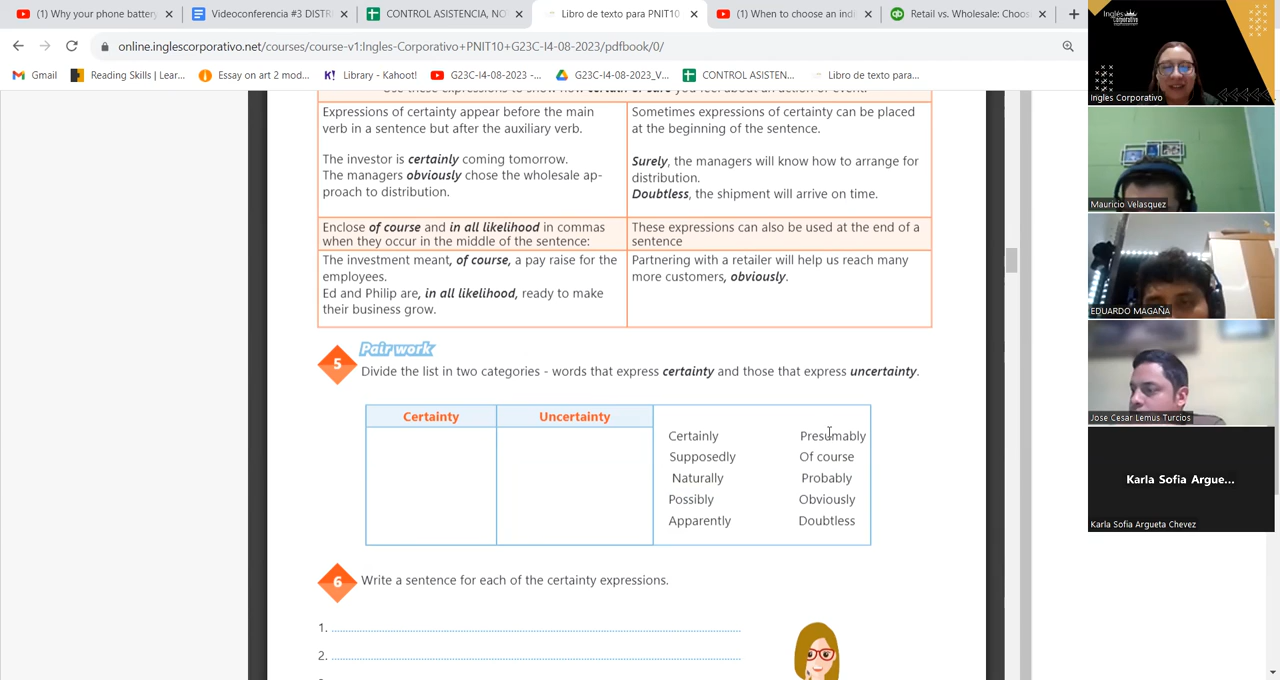 (1) Why your phone battery
Videoconferencia #3 DISTR
CONTROL ASISTENCIA, NO
Libro de texto para PNIT10
(1) When to choose an indi
Retail vs. Wholesale: Choos
online.inglescorporativo.net/courses/course-v1:Ingles-Corporativo+PNIT10+G23C-I4-08-2023/pdfbook/0/
Gmail
Reading Skills | Lear...
Essay on art 2 mod...
Library - Kahoot!
G23C-I4-08-2023 -...
G23C-I4-08-2023_V...
CONTROL ASISTEN...
Libro de texto para...
Expressions of certainty appear before the main
verb in a sentence but after the auxiliary verb.
The investor is certainly coming tomorrow.
The managers obviously chose the wholesale ap-
proach to distribution.
Sometimes expressions of certainty can be placed
at the beginning of the sentence.
Surely, the managers will know how to arrange for
distribution.
Doubtless, the shipment will arrive on time.
Enclose of course and in all likelihood in commas
when they occur in the middle of the sentence:
These expressions can also be used at the end of a
sentence
The investment meant, of course, a pay raise for the
employees.
Ed and Philip are, in all likelihood, ready to make
their business grow.
Partnering with a retailer will help us reach many
more customers, obviously.
5
Pair work
Divide the list in two categories - words that express certainty and those that express uncertainty.
Certainty
Uncertainty
Certainly Presumably
Supposedly Of course
Naturally Probably
Possibly Obviously
Apparently Doubtless
6
Write a sentence for each of the certainty expressions.
1.
2.
Inglés
Corporativo
Ingles Corporativo
Mauricio Velasquez
EDUARDO MAGAÑA
Jose Cesar Lemus Turcios
Karla Sofia Argue...
Karla Sofia Argueta Chevez